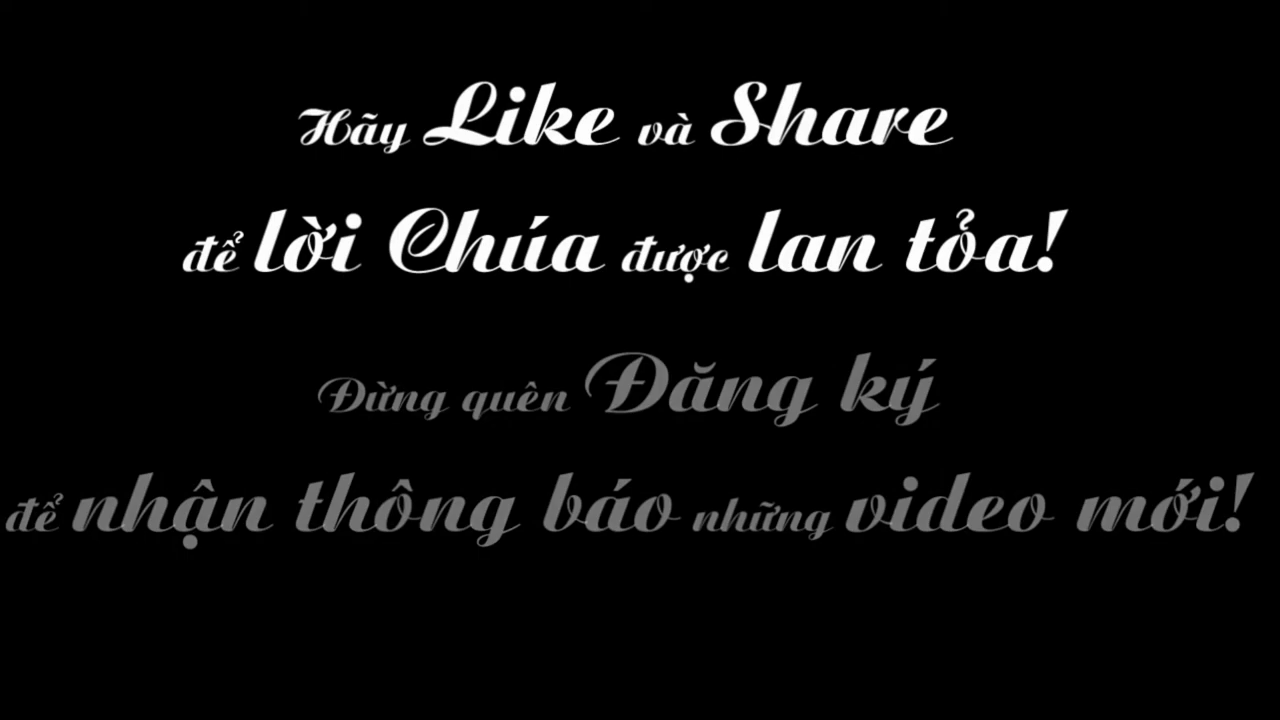 Hãy Like và Share
để lời Chúa được lan tỏa!
Đừng quên Đăng ký
để nhận thông báo những video mới!